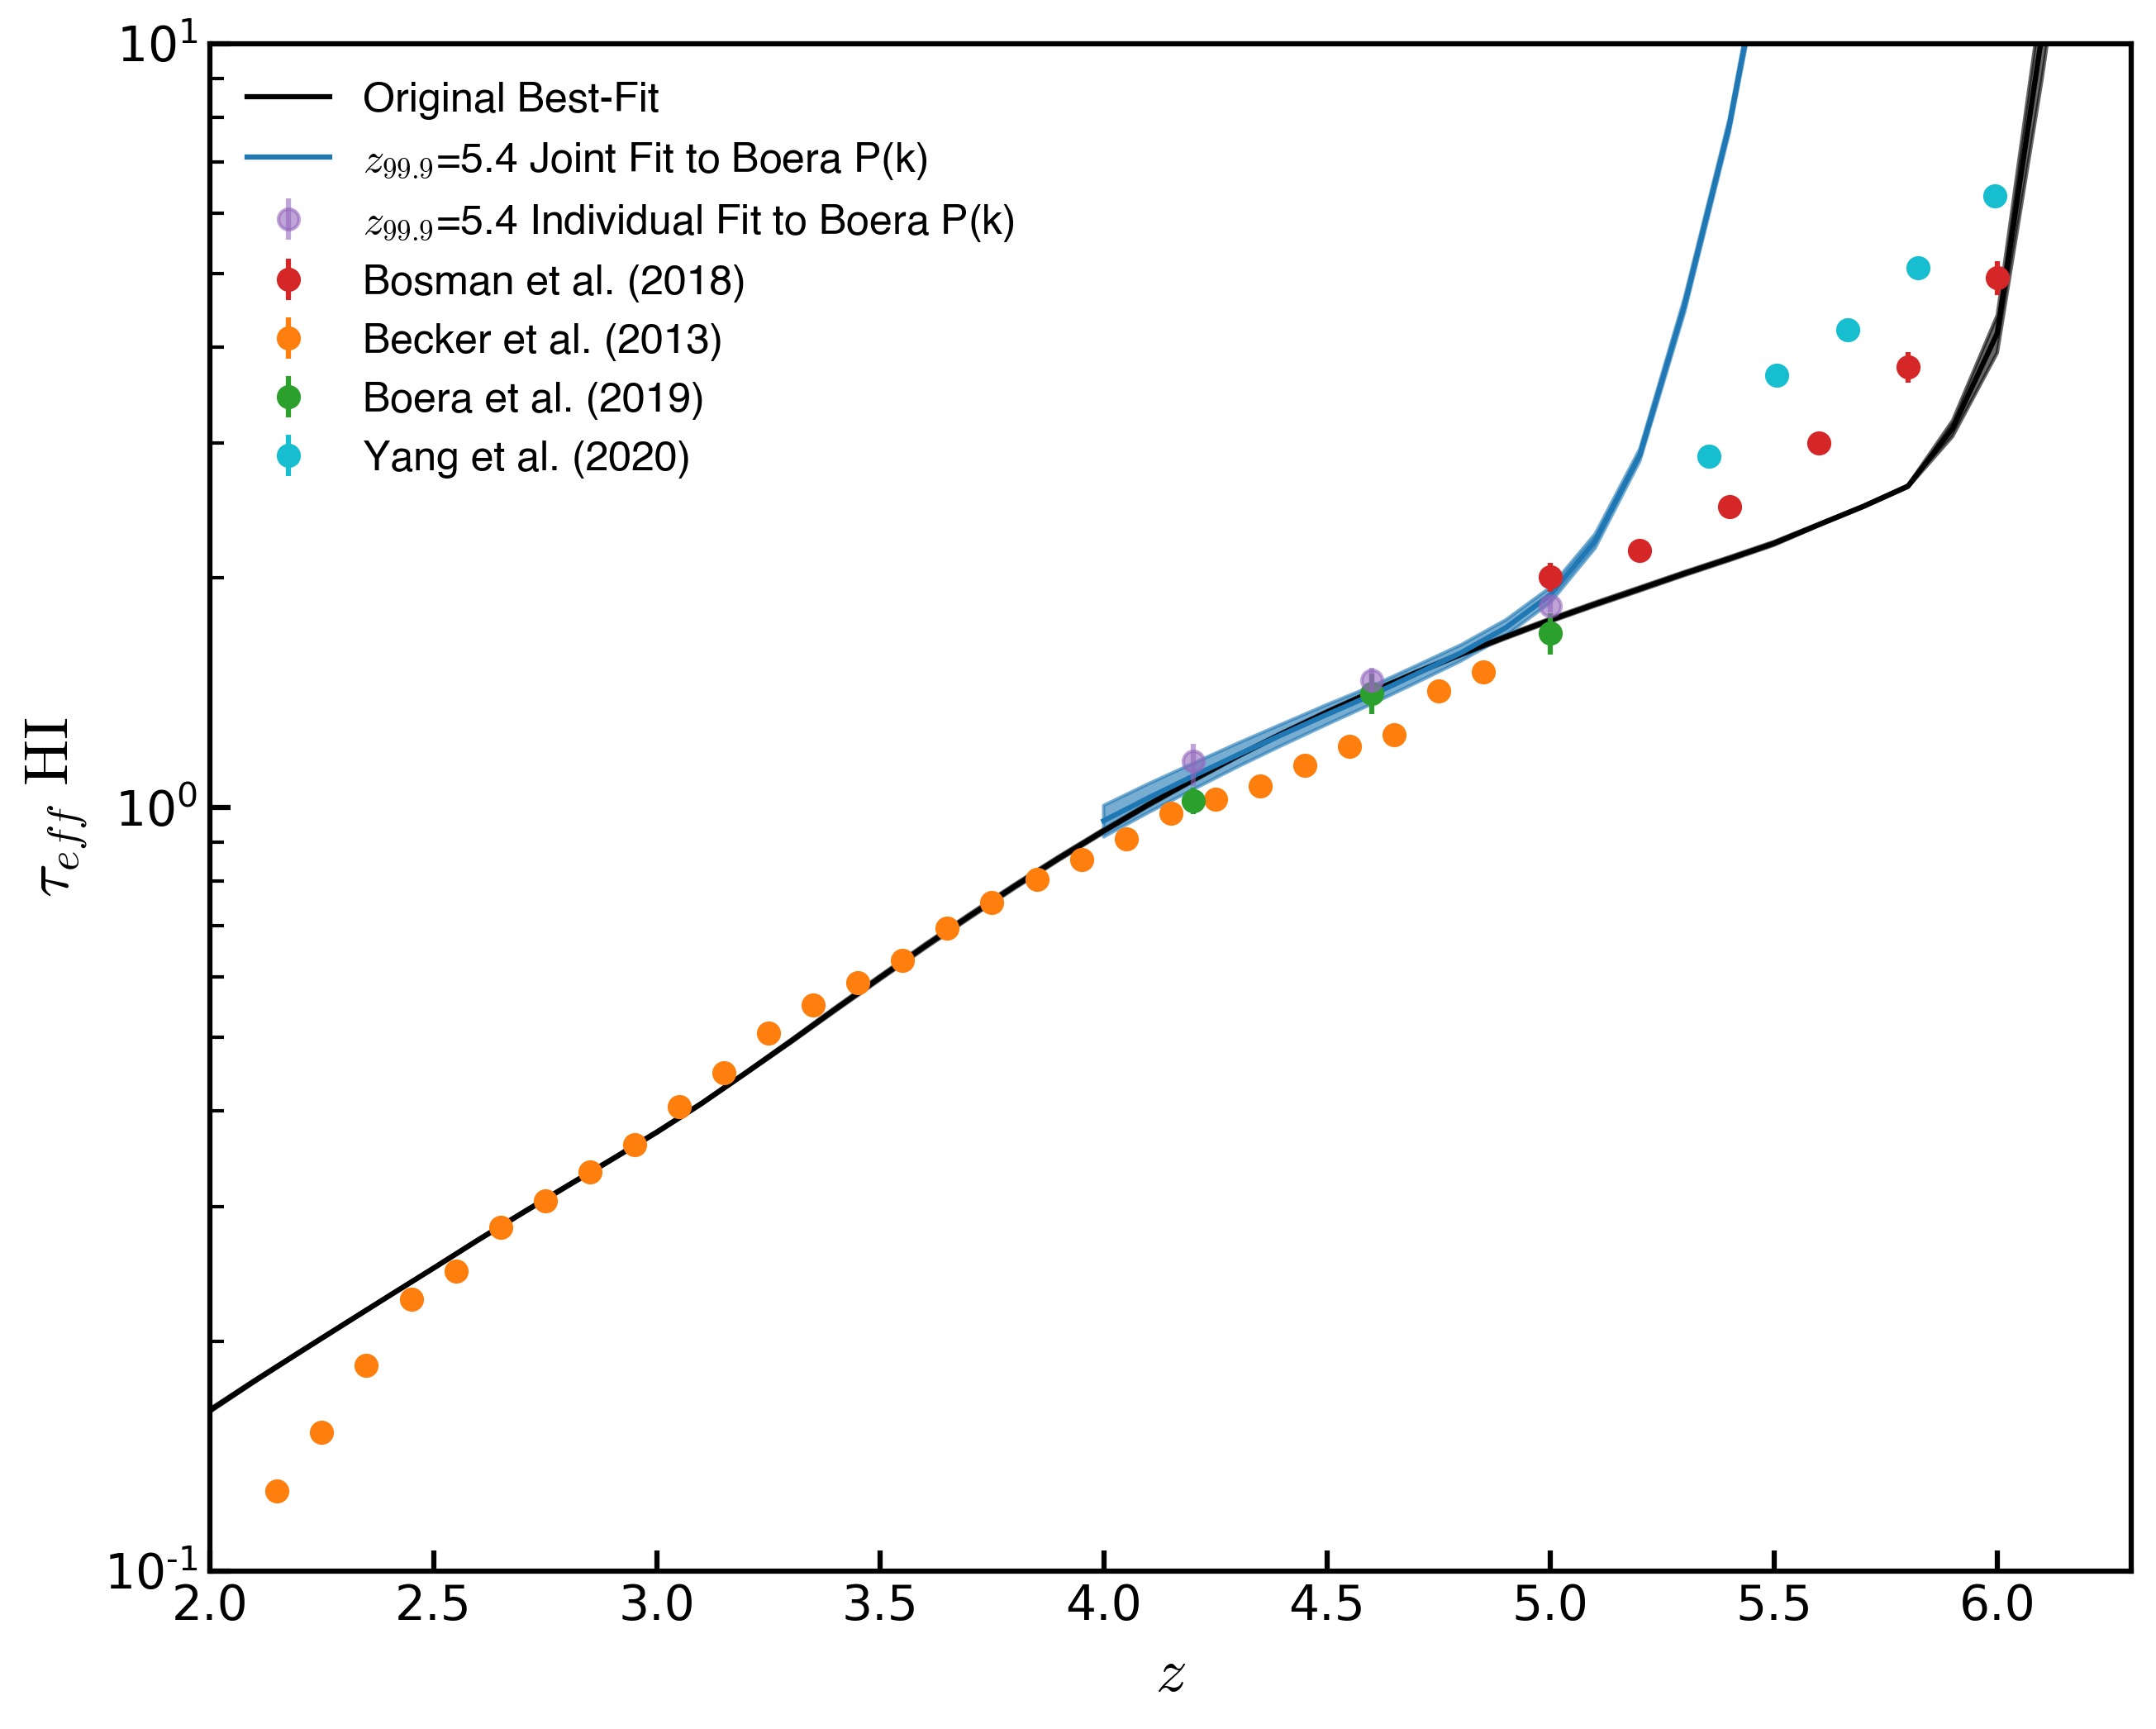 10¹
Original Best-Fit
z₉₉.₉=5.4 Joint Fit to Boera P(k)
z₉₉.₉=5.4 Individual Fit to Boera P(k)
Bosman et al. (2018)
Becker et al. (2013)
Boera et al. (2019)
Yang et al. (2020)
τ_eff HI
10⁰
10⁻¹
2.0 2.5 3.0 3.5 4.0 4.5 5.0 5.5 6.0
z